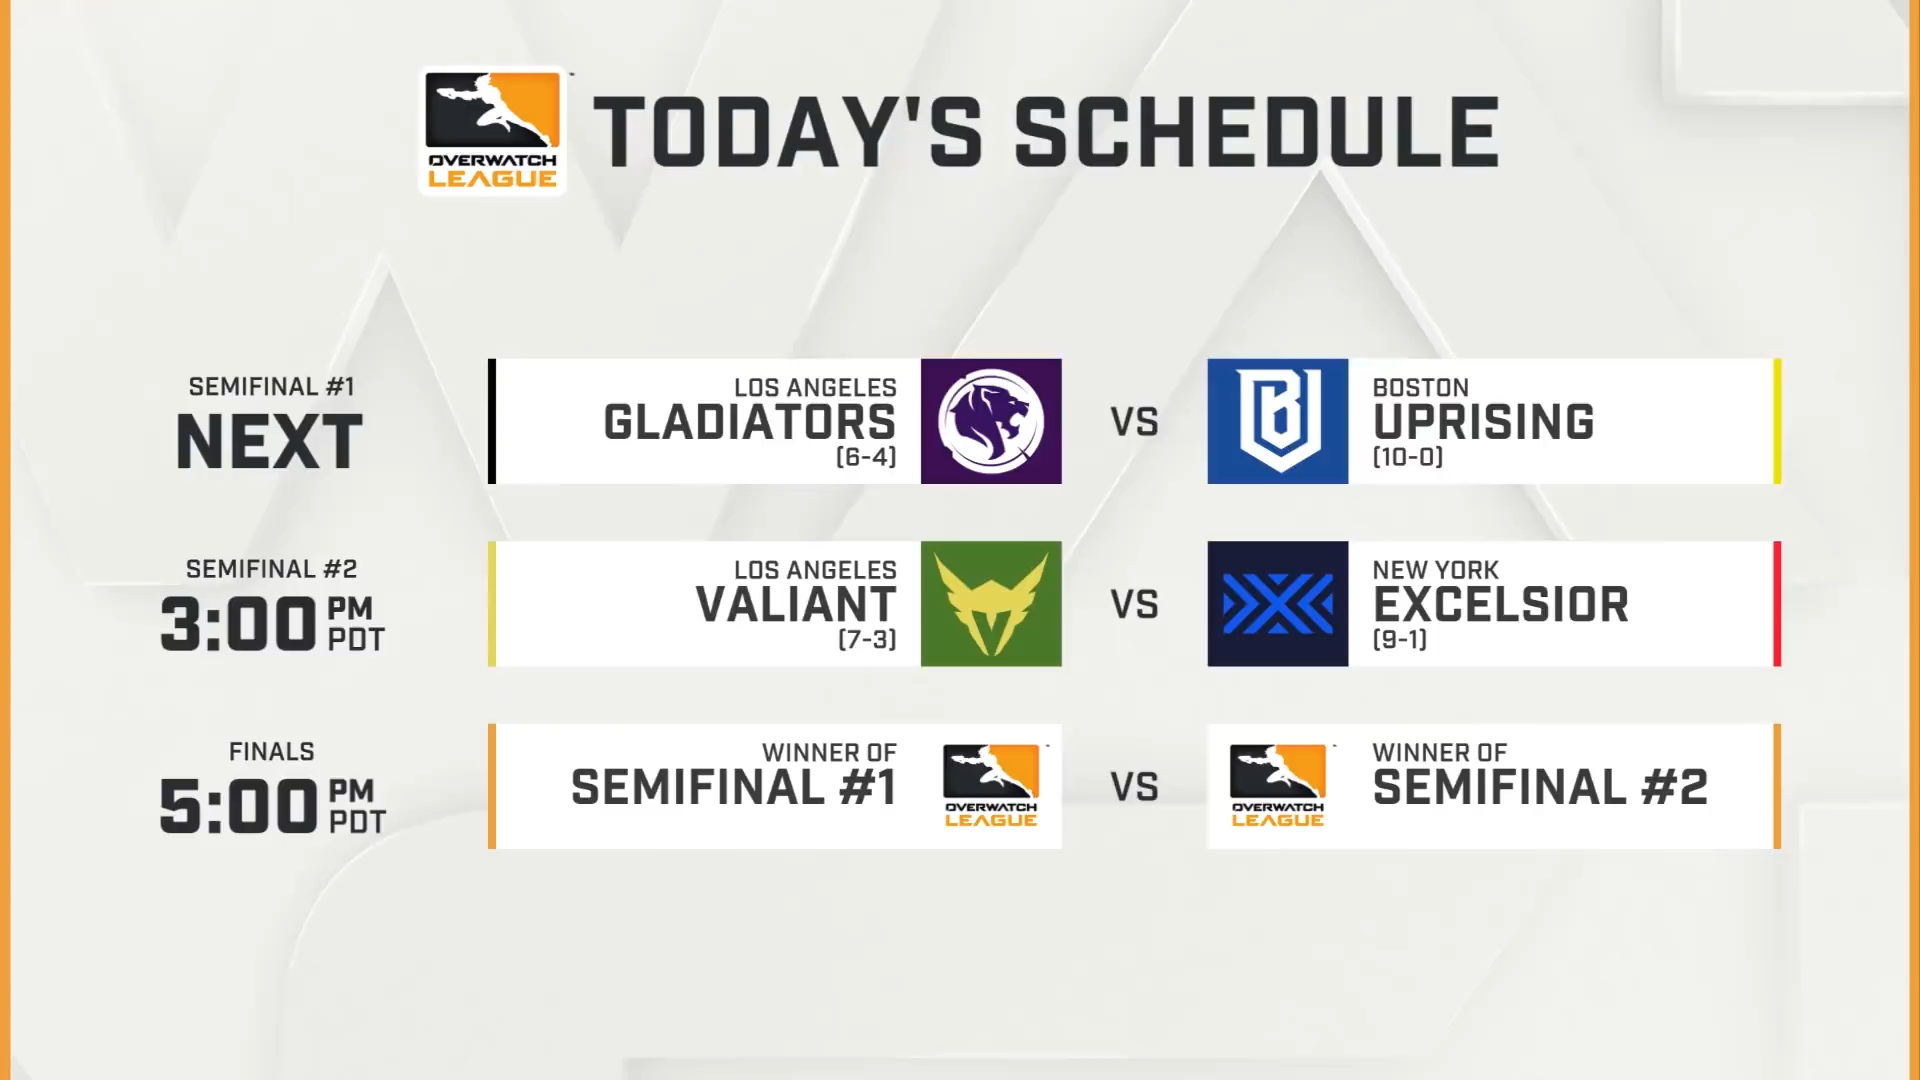 OVERWATCH
LEAGUE
TODAY'S SCHEDULE
SEMIFINAL #1
NEXT
LOS ANGELES
GLADIATORS
(6-4)
VS
BOSTON
UPRISING
(10-0)
SEMIFINAL #2
3:00 PM PDT
LOS ANGELES
VALIANT
(7-3)
VS
NEW YORK
EXCELSIOR
(9-1)
FINALS
5:00 PM PDT
WINNER OF
SEMIFINAL #1
OVERWATCH
LEAGUE
VS
OVERWATCH
LEAGUE
WINNER OF
SEMIFINAL #2